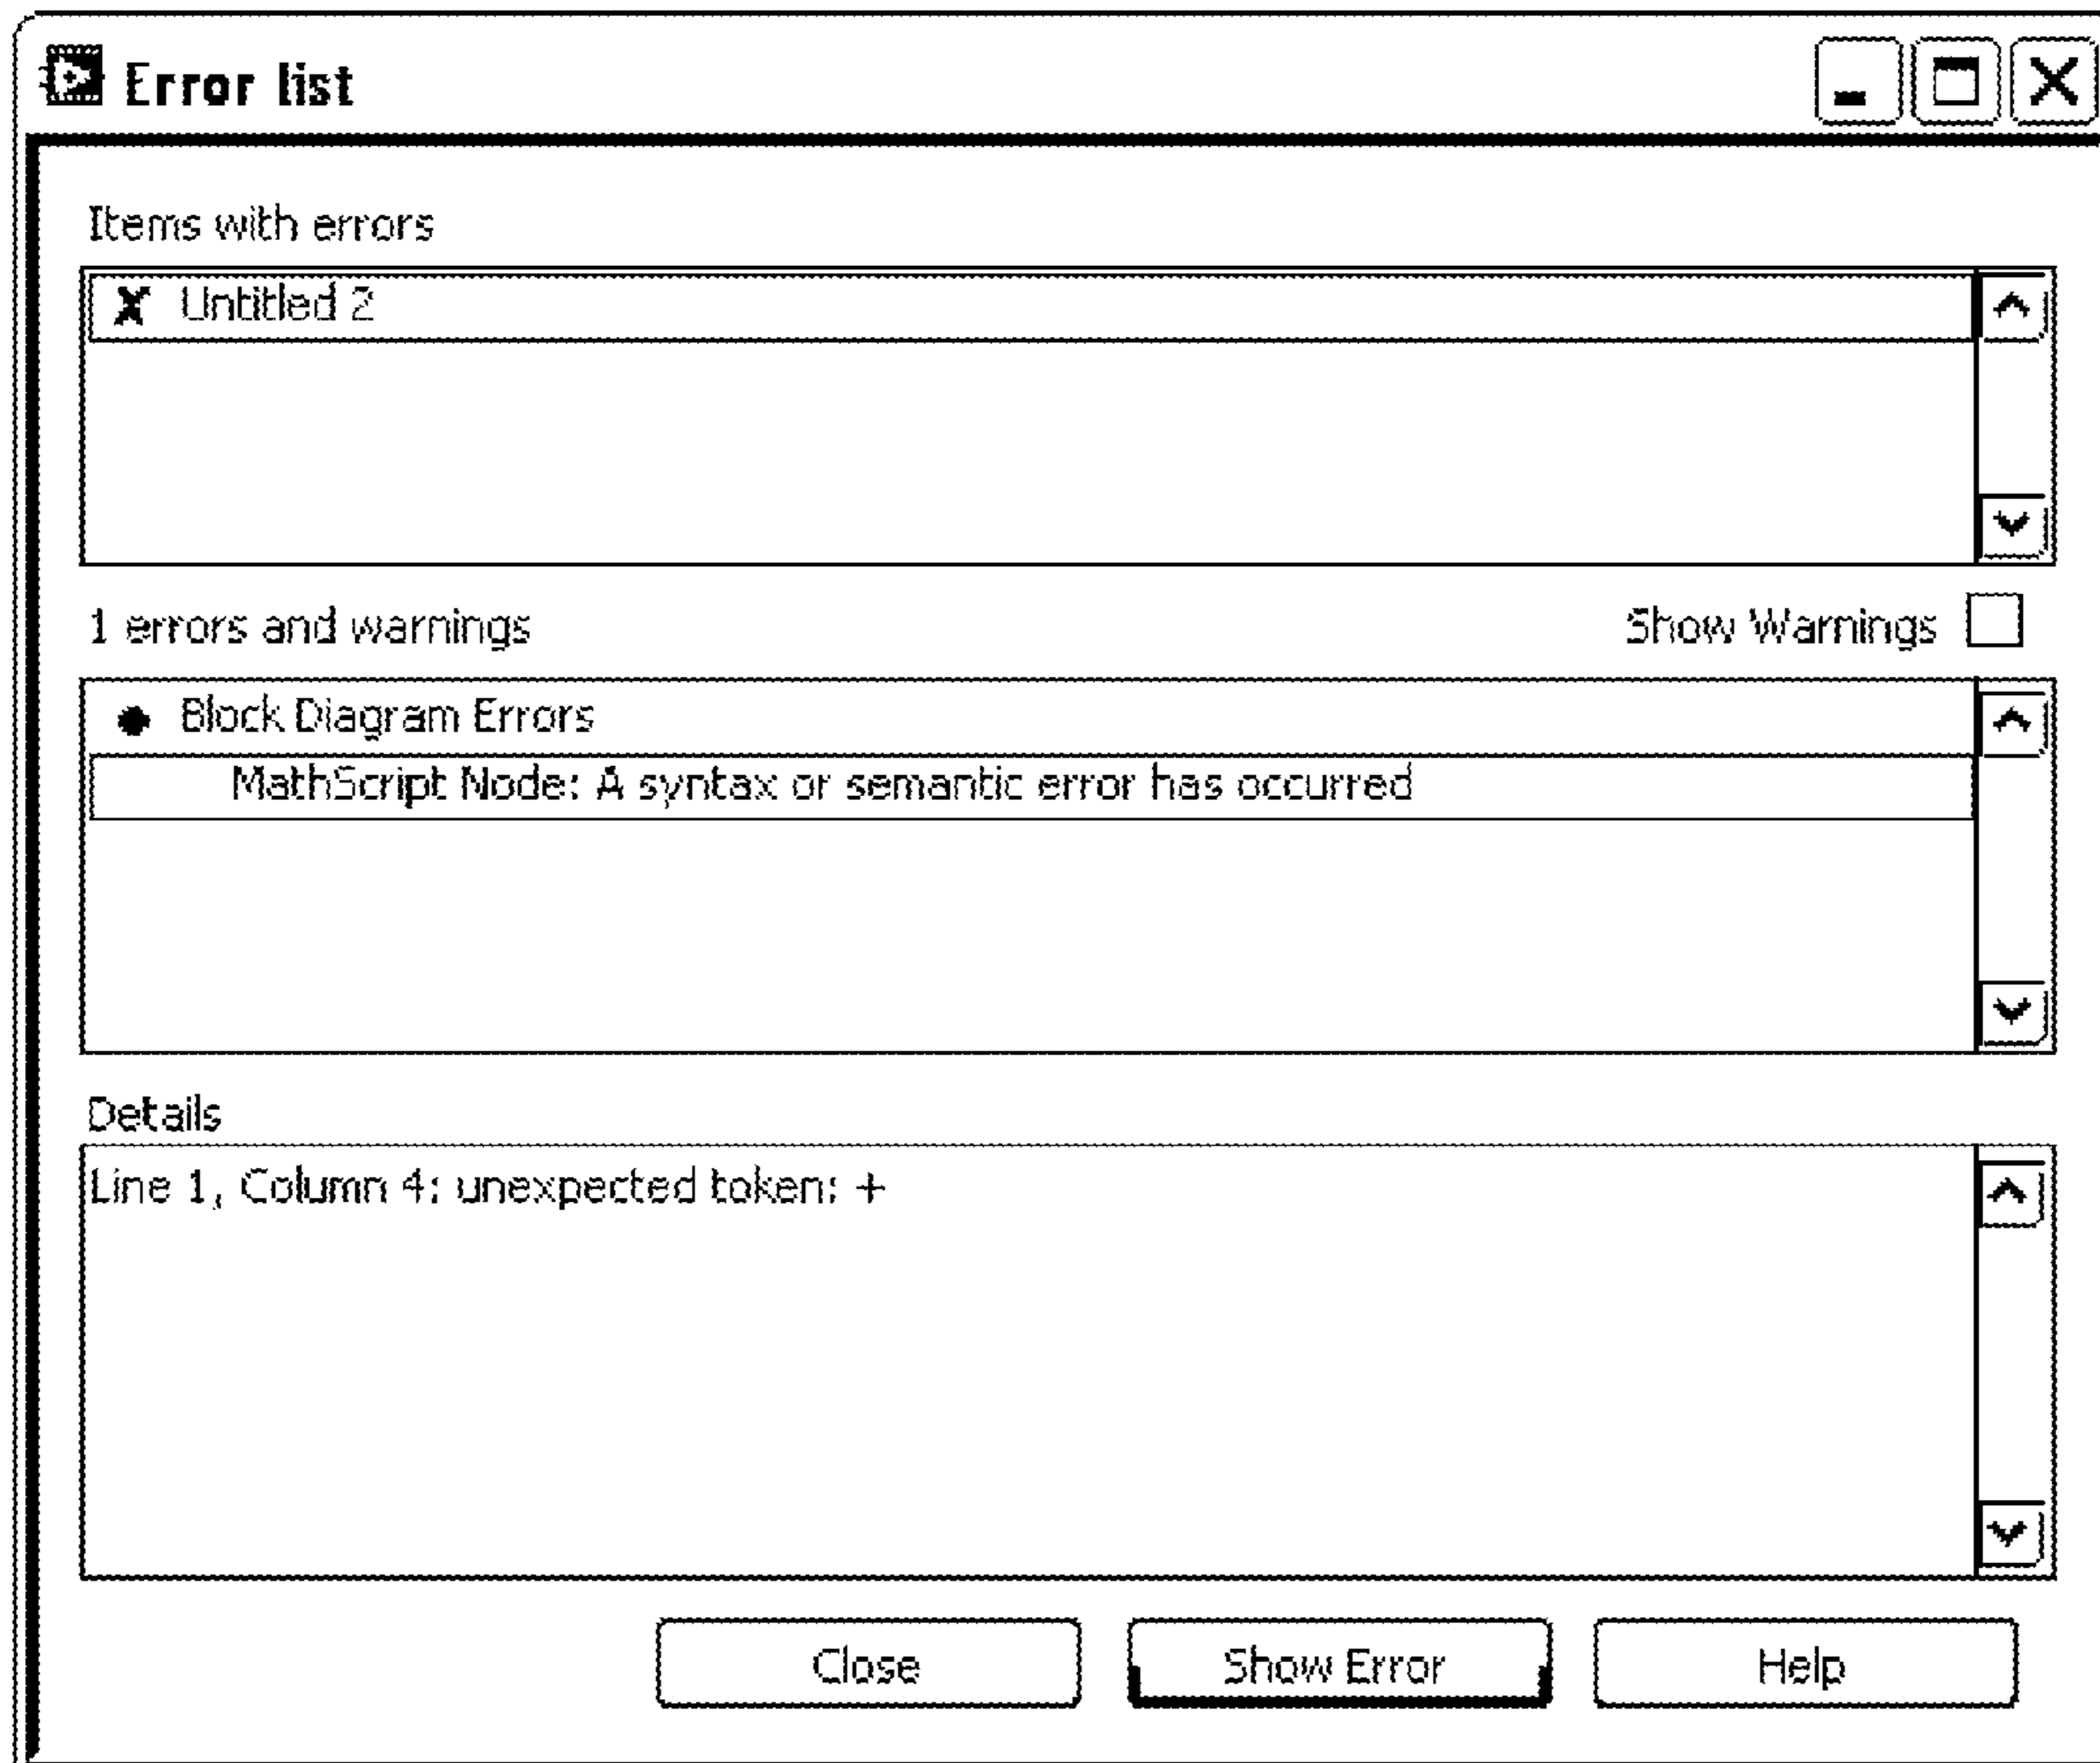 Error list
Items with errors
Untitled 2
1 errors and warnings
Show Warnings
Block Diagram Errors
MathScript Node: A syntax or semantic error has occurred
Details
Line 1, Column 4: unexpected token: +
Close
Show Error
Help